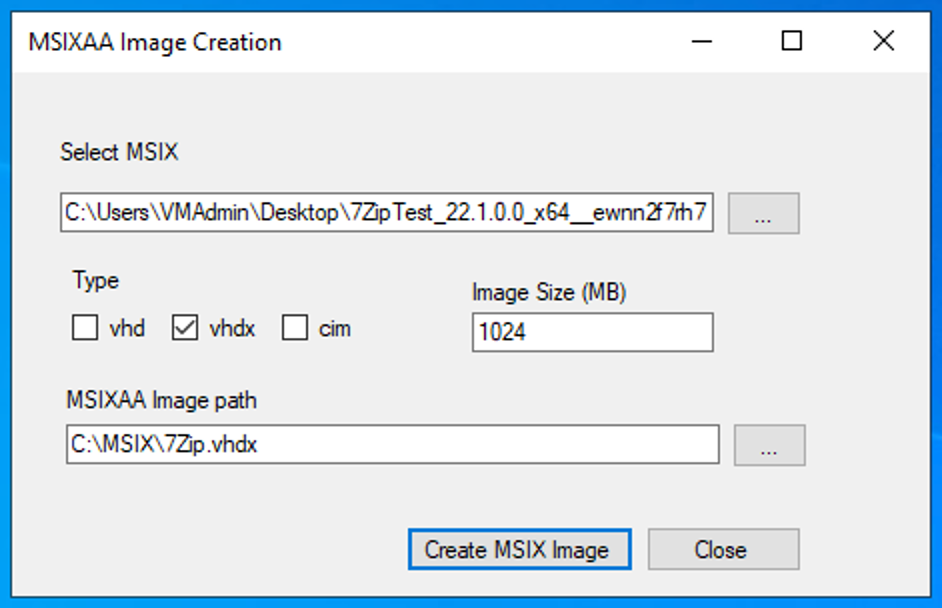 MSIXAA Image Creation
Select MSIX
C:\Users\VMAdmin\Desktop\7ZipTest_22.1.0.0_x64__ewnn2f7rh7
...
Type
Image Size (MB)
vhd
vhdx
cim
1024
MSIXAA Image path
C:\MSIX\7Zip.vhdx
...
Create MSIX Image
Close